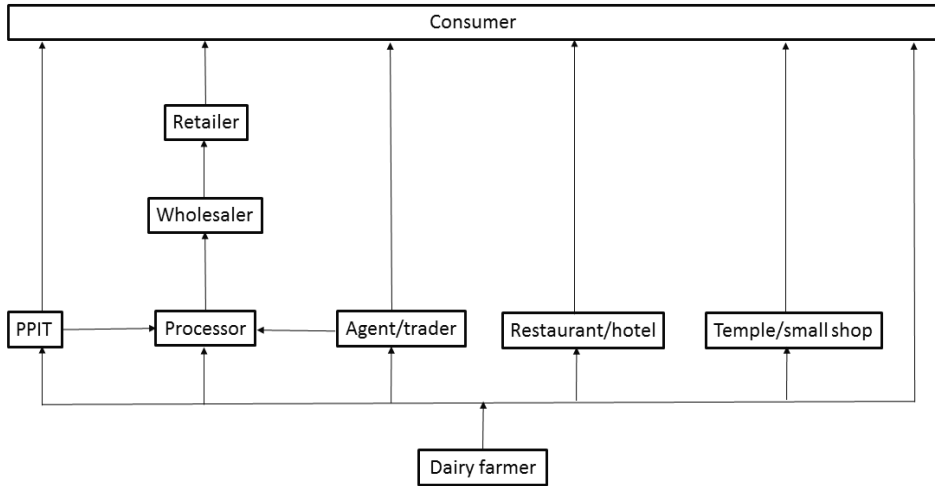 Consumer
Retailer
Wholesaler
PPIT
Processor
Agent/trader
Restaurant/hotel
Temple/small shop
Dairy farmer